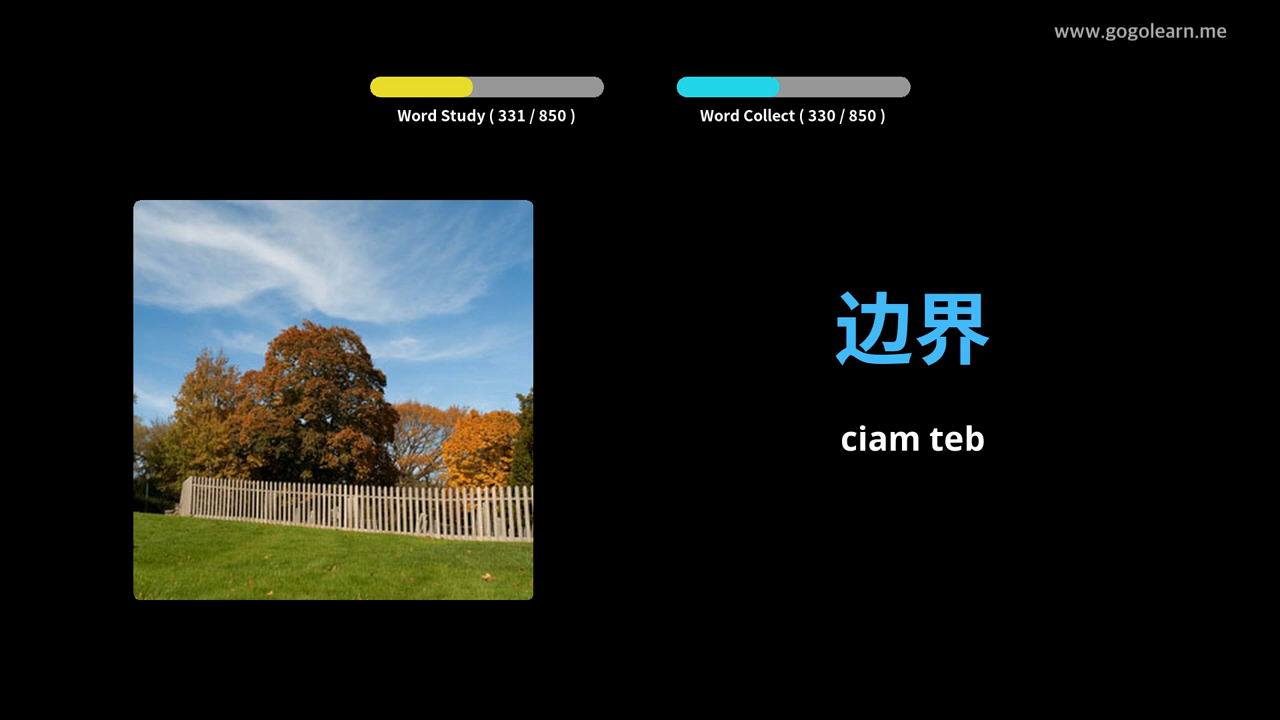 www.gogolearn.me
Word Study ( 331 / 850 )
Word Collect ( 330 / 850 )
边界
ciam teb